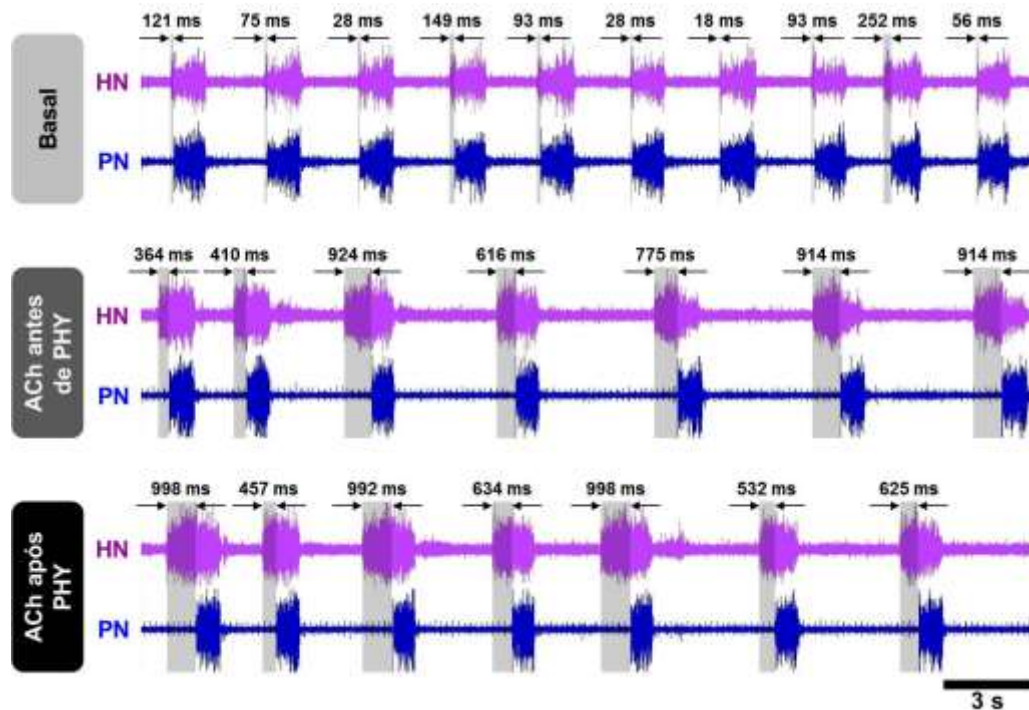 121 ms 75 ms 28 ms 149 ms 93 ms 28 ms 18 ms 93 ms 252 ms 56 ms
Basal
HN
PN
364 ms 410 ms 924 ms 616 ms 775 ms 914 ms 914 ms
ACh antes
de PHY
HN
PN
998 ms 457 ms 992 ms 634 ms 998 ms 532 ms 625 ms
ACh após
PHY
HN
PN
3 s